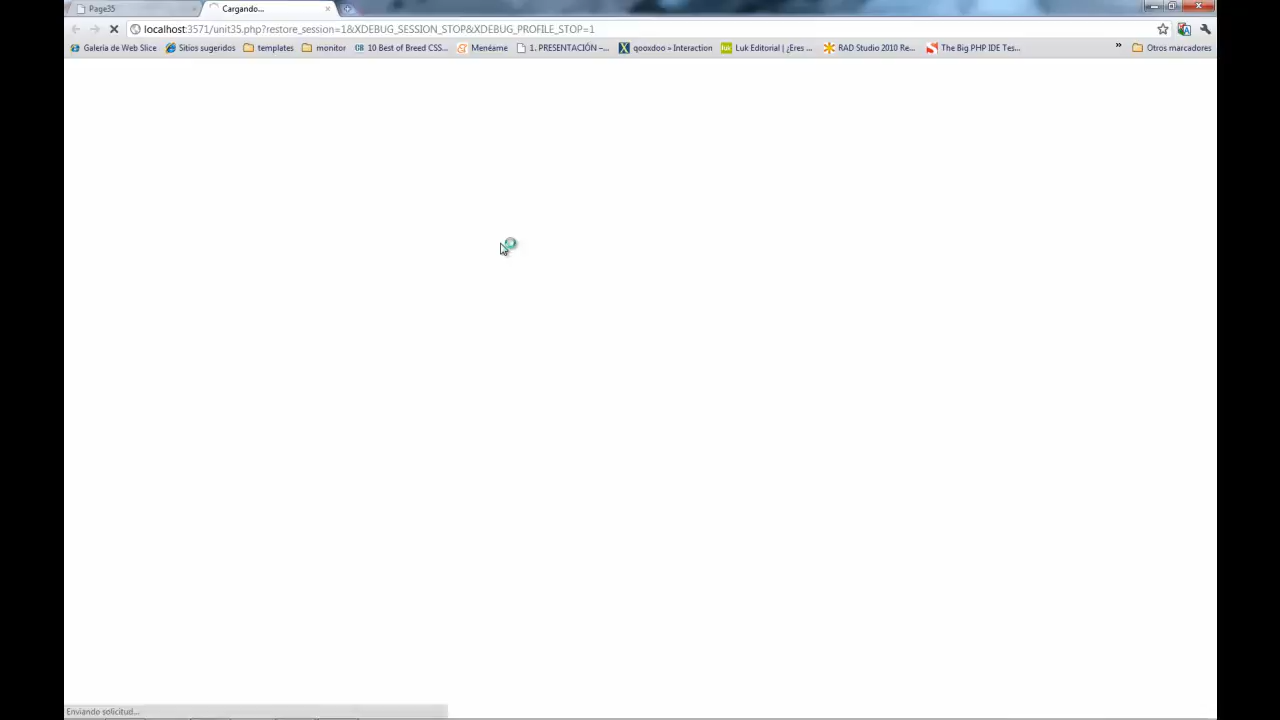 Page35
Cargando...
localhost:3571/unit35.php?restore_session=1&XDEBUG_SESSION_STOP&XDEBUG_PROFILE_STOP=1
Galería de Web Slice
Sitios sugeridos
templates
monitor
10 Best of Breed CSS...
Menéame
1. PRESENTACIÓN –...
qooxdoo » Interaction
luk
Luk Editorial | ¿Eres ...
RAD Studio 2010 Re...
The Big PHP IDE Tes...
»
Otros marcadores
Enviando solicitud...